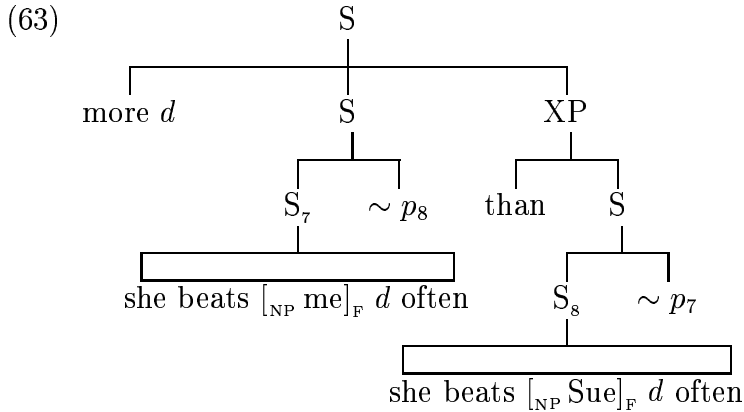 (63) S
more d S XP
S₇ ∼ p₈ than S
she beats [NP me]F d often S₈ ∼ p₇
she beats [NP Sue]F d often